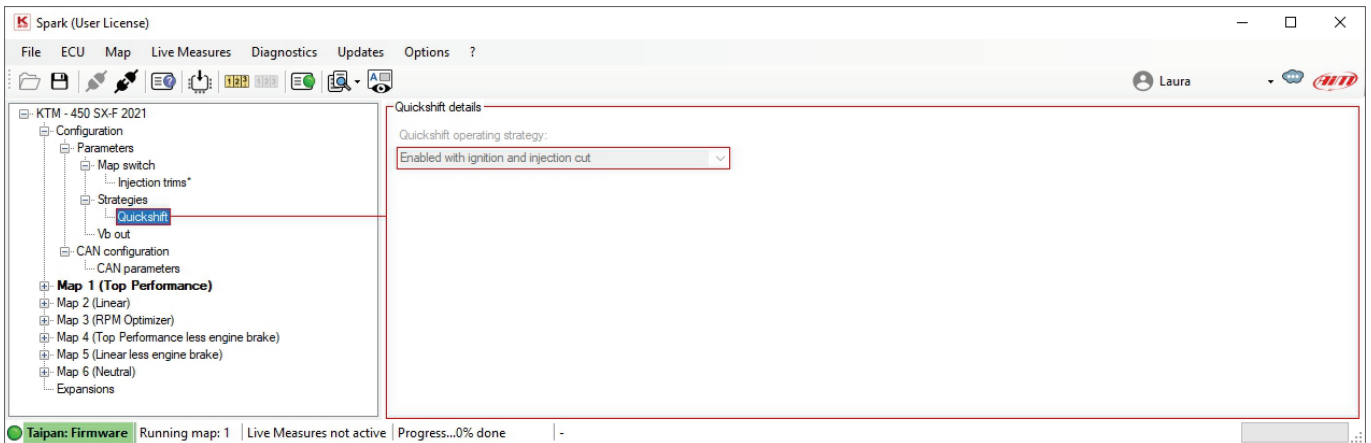 Spark (User License)
File ECU Map Live Measures Diagnostics Updates Options ?
Laura
AiM
KTM - 450 SX-F 2021
Configuration
Parameters
Map switch
Injection trims*
Strategies
Quickshift
Vb out
CAN configuration
CAN parameters
Map 1 (Top Performance)
Map 2 (Linear)
Map 3 (RPM Optimizer)
Map 4 (Top Performance less engine brake)
Map 5 (Linear less engine brake)
Map 6 (Neutral)
Expansions
Quickshift details
Quickshift operating strategy:
Enabled with ignition and injection cut
Taipan: Firmware Running map: 1 Live Measures not active Progress...0% done -